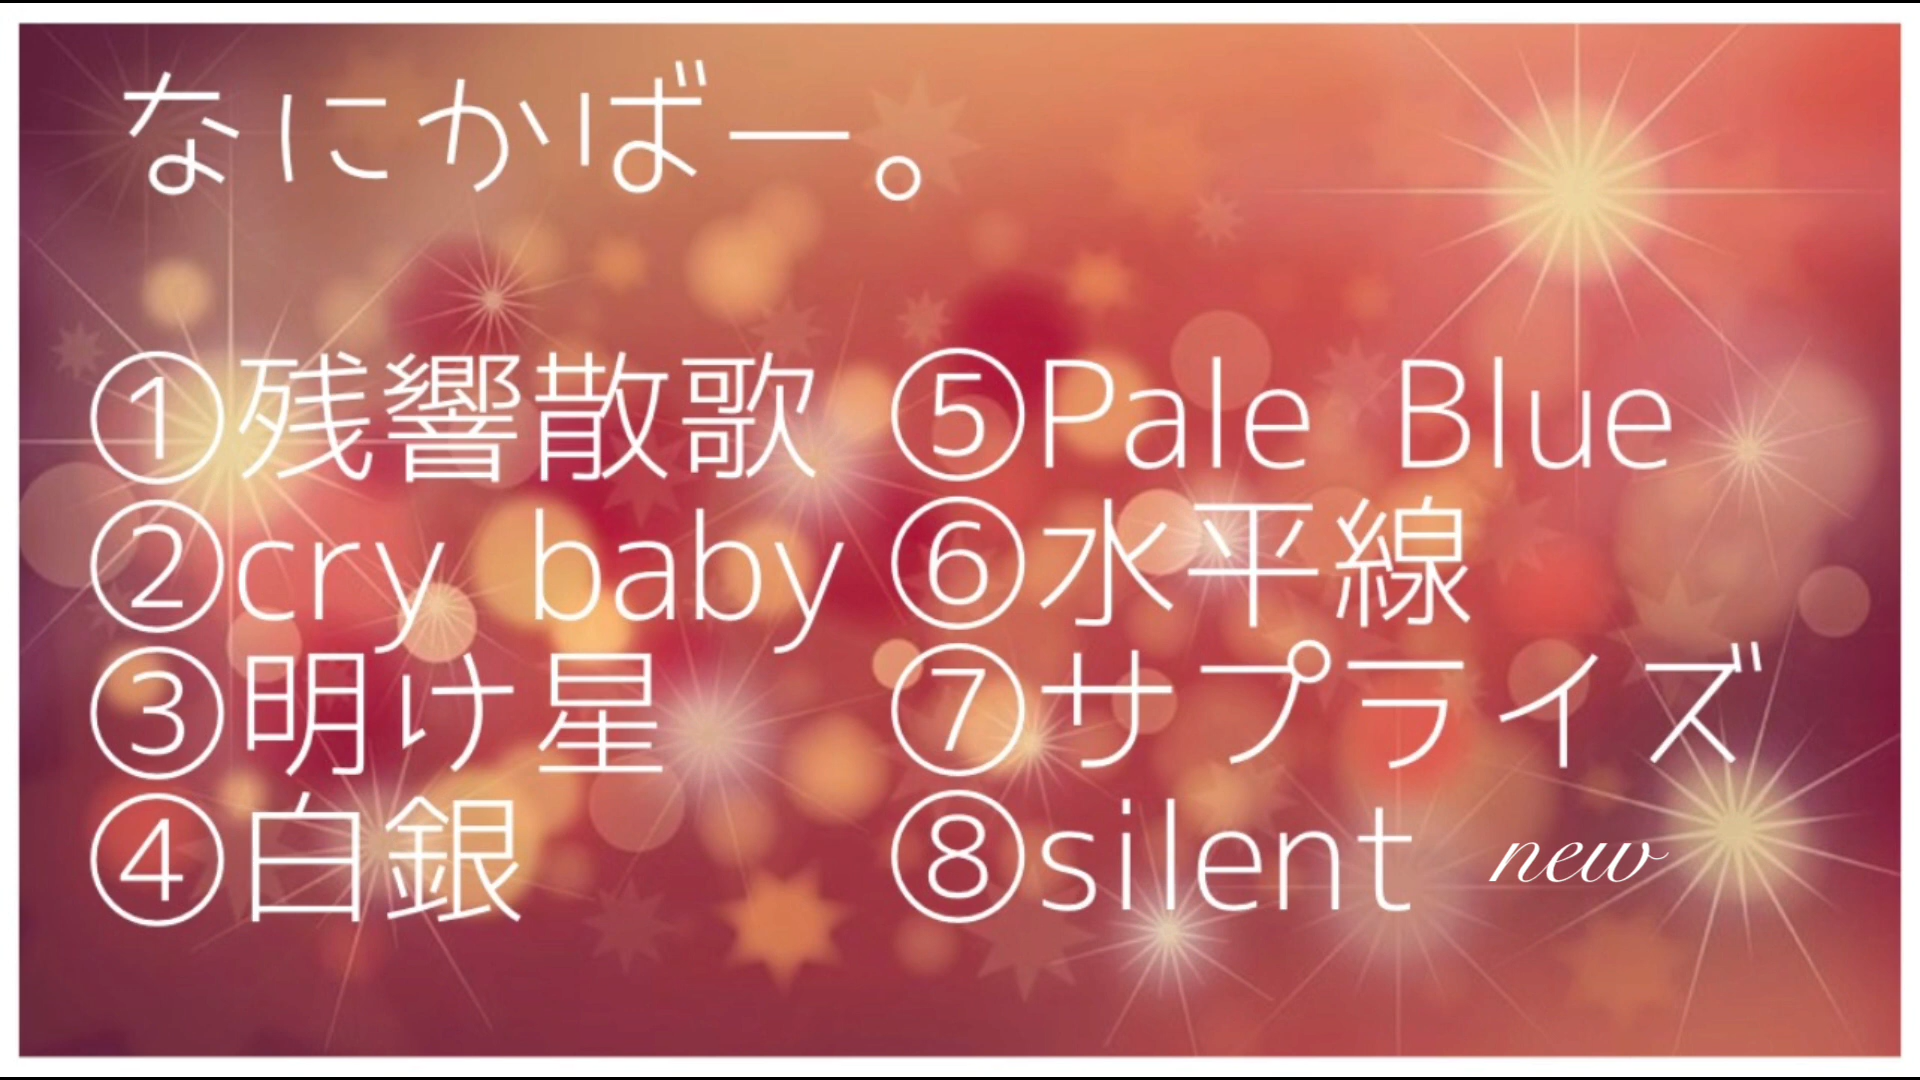 なにかばー。
①残響散歌
②cry baby
③明け星
④白銀
⑤Pale Blue
⑥水平線
⑦サプライズ
⑧silent new